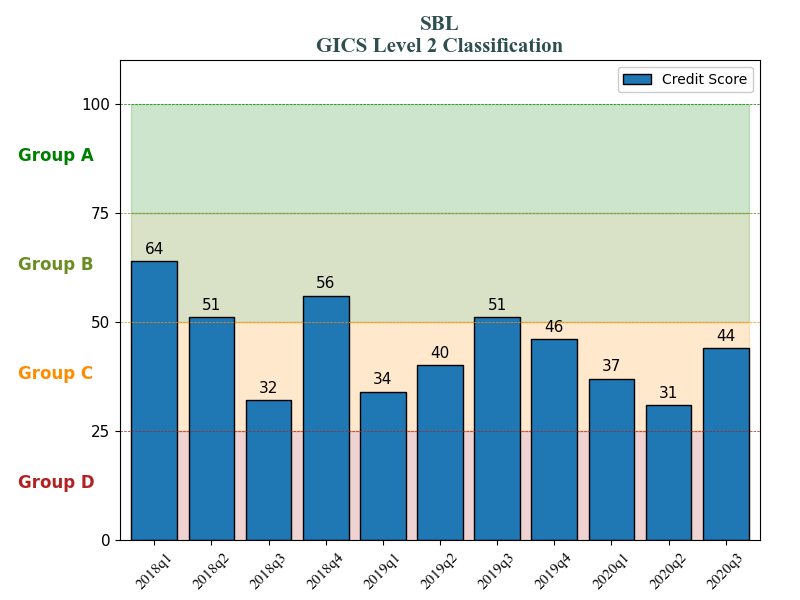 SBL
GICS Level 2 Classification
Credit Score
100
Group A
75
Group B
64
51
32
56
34
40
51
46
37
31
44
50
Group C
25
Group D
0
2018q1 2018q2 2018q3 2018q4 2019q1 2019q2 2019q3 2019q4 2020q1 2020q2 2020q3